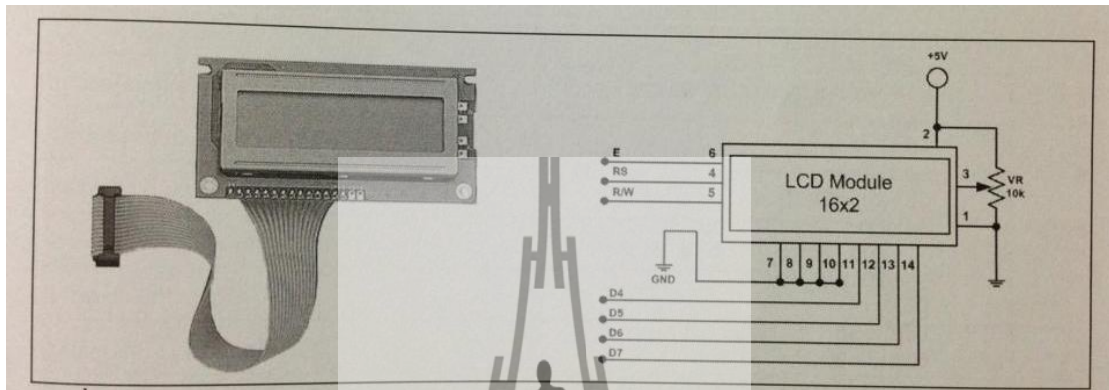 +5V
2
E 6
RS 4
R/W 5
LCD Module
16x2
3
VR
10k
1
7 8 9 10 11 12 13 14
GND
D4
D5
D6
D7